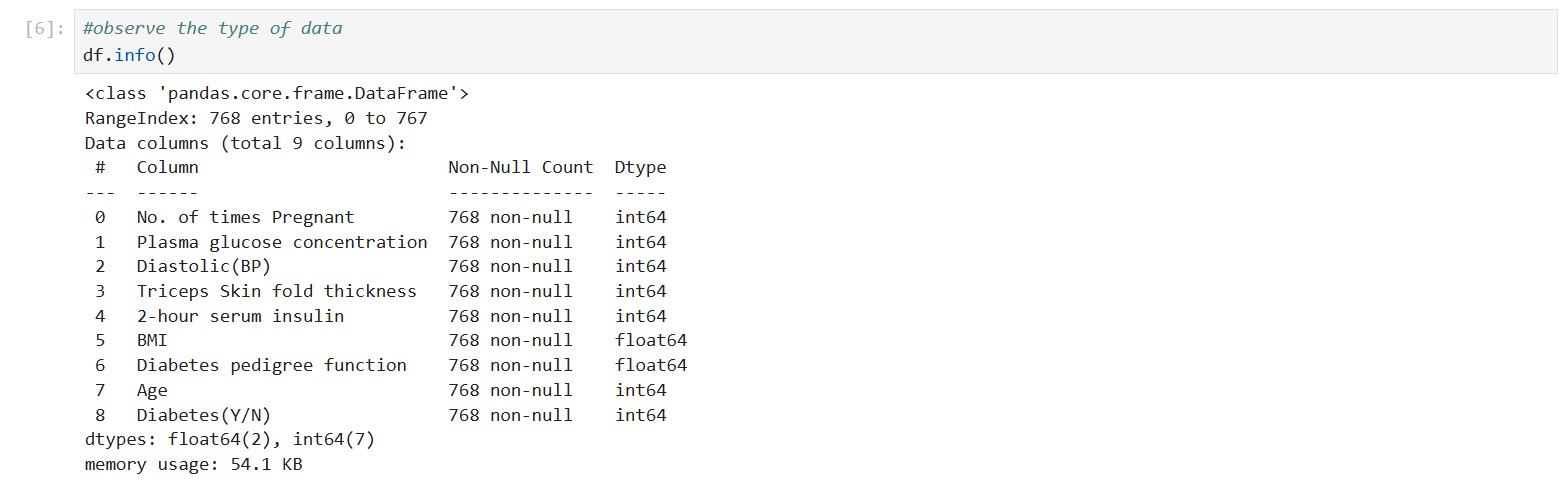 [6]: #observe the type of data
df.info()
<class 'pandas.core.frame.DataFrame'>
RangeIndex: 768 entries, 0 to 767
Data columns (total 9 columns):
 #   Column                        Non-Null Count  Dtype
---  ------                        --------------  -----
 0   No. of times Pregnant         768 non-null    int64
 1   Plasma glucose concentration  768 non-null    int64
 2   Diastolic(BP)                 768 non-null    int64
 3   Triceps Skin fold thickness   768 non-null    int64
 4   2-hour serum insulin          768 non-null    int64
 5   BMI                           768 non-null    float64
 6   Diabetes pedigree function    768 non-null    float64
 7   Age                           768 non-null    int64
 8   Diabetes(Y/N)                 768 non-null    int64
dtypes: float64(2), int64(7)
memory usage: 54.1 KB